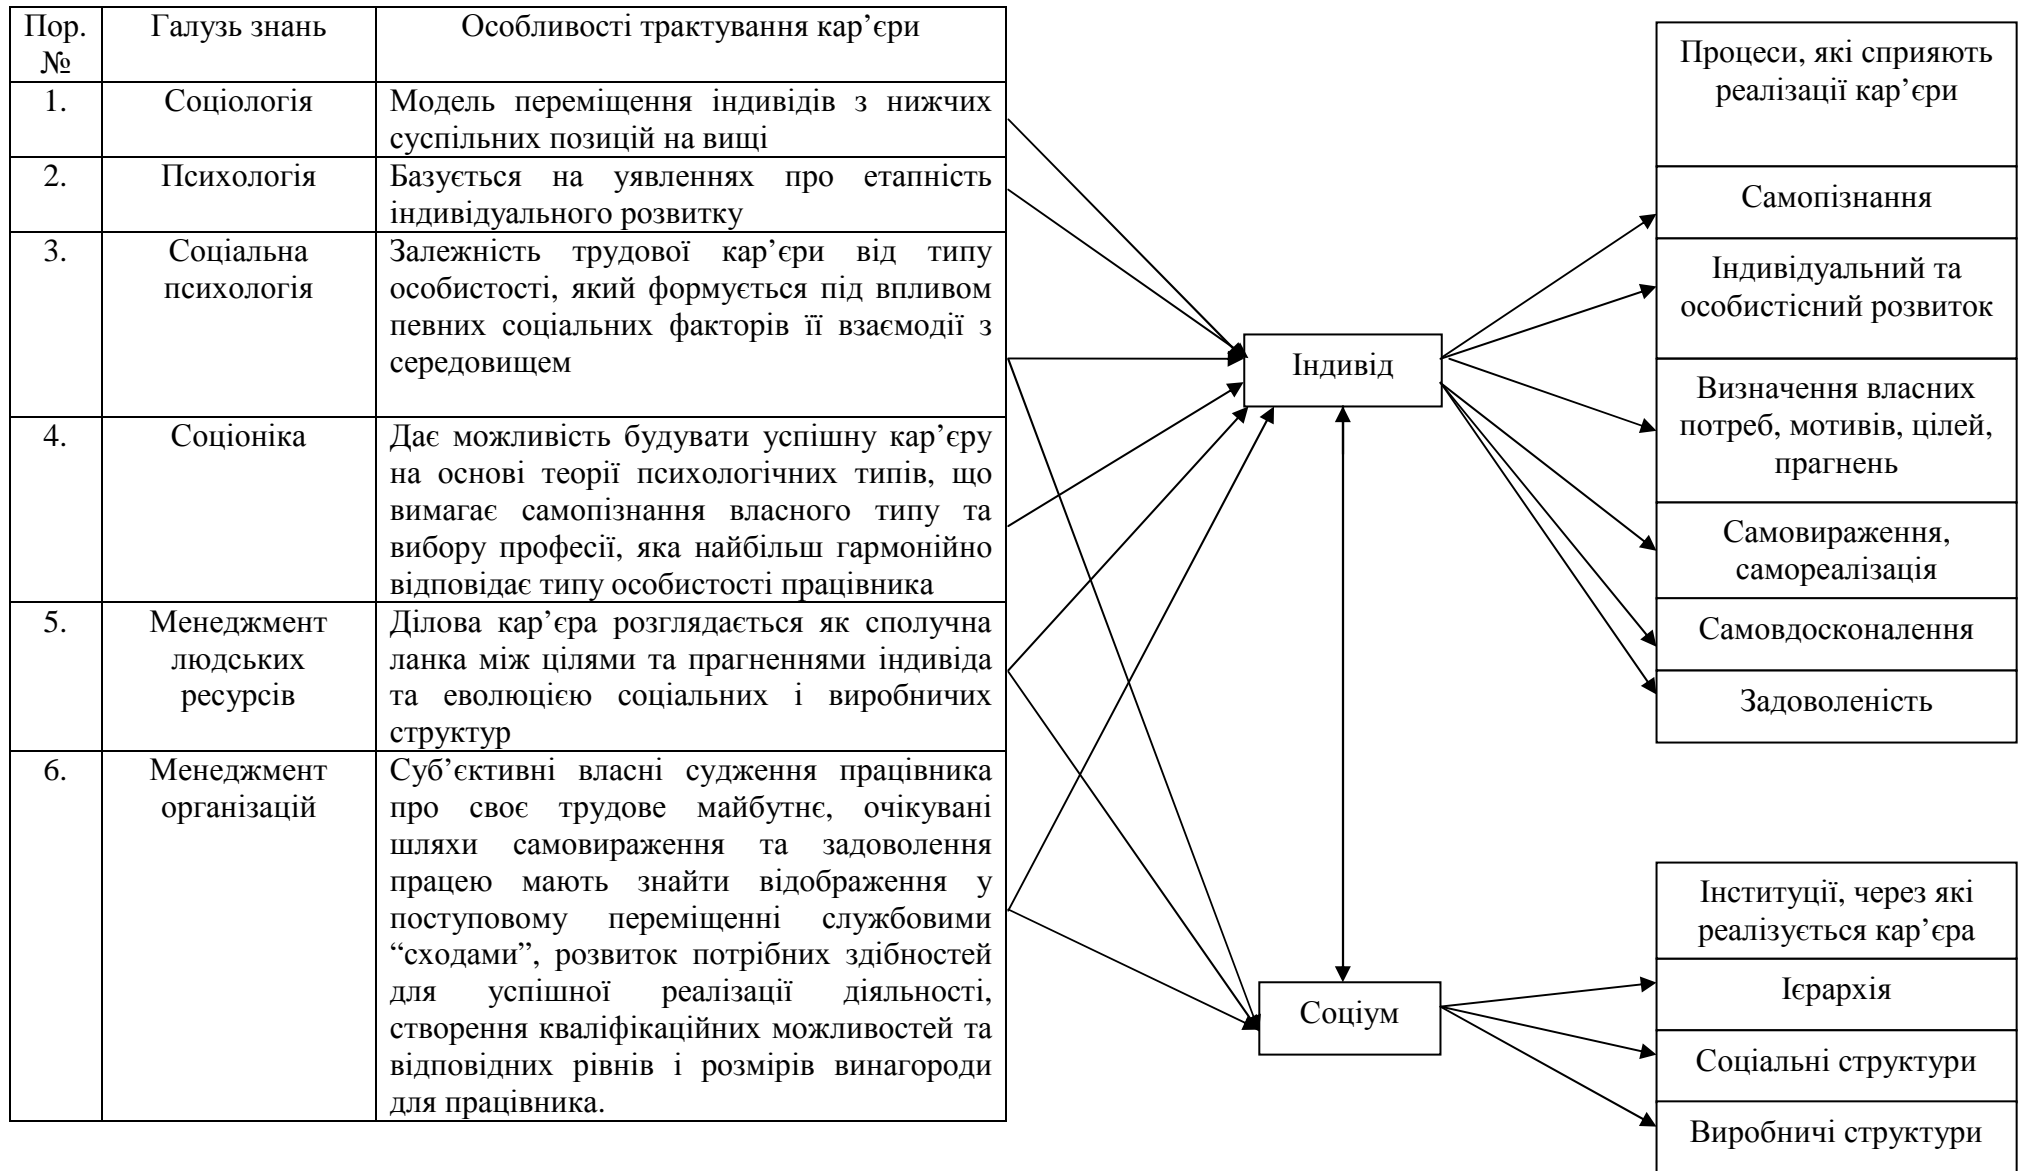 Пор. №
Галузь знань
Особливості трактування кар’єри
1.
Соціологія
Модель переміщення індивідів з нижчих
суспільних позицій на вищі
2.
Психологія
Базується на уявленнях про етапність
індивідуального розвитку
3.
Соціальна
психологія
Залежність трудової кар’єри від типу
особистості, який формується під впливом
певних соціальних факторів її взаємодії з
середовищем
4.
Соціоніка
Дає можливість будувати успішну кар’єру
на основі теорії психологічних типів, що
вимагає самопізнання власного типу та
вибору професії, яка найбільш гармонійно
відповідає типу особистості працівника
5.
Менеджмент
людських
ресурсів
Ділова кар’єра розглядається як сполучна
ланка між цілями та прагненнями індивіда
та еволюцією соціальних і виробничих
структур
6.
Менеджмент
організацій
Суб’єктивні власні судження працівника
про своє трудове майбутнє, очікувані
шляхи самовираження та задоволення
працею мають знайти відображення у
поступовому переміщенні службовими
“сходами”, розвиток потрібних здібностей
для успішної реалізації діяльності,
створення кваліфікаційних можливостей та
відповідних рівнів і розмірів винагороди
для працівника.
Індивід
Соціум
Процеси, які сприяють
реалізації кар’єри
Самопізнання
Індивідуальний та
особистісний розвиток
Визначення власних
потреб, мотивів, цілей,
прагнень
Самовираження,
самореалізація
Самовдосконалення
Задоволеність
Інституції, через які
реалізується кар’єра
Ієрархія
Соціальні структури
Виробничі структури